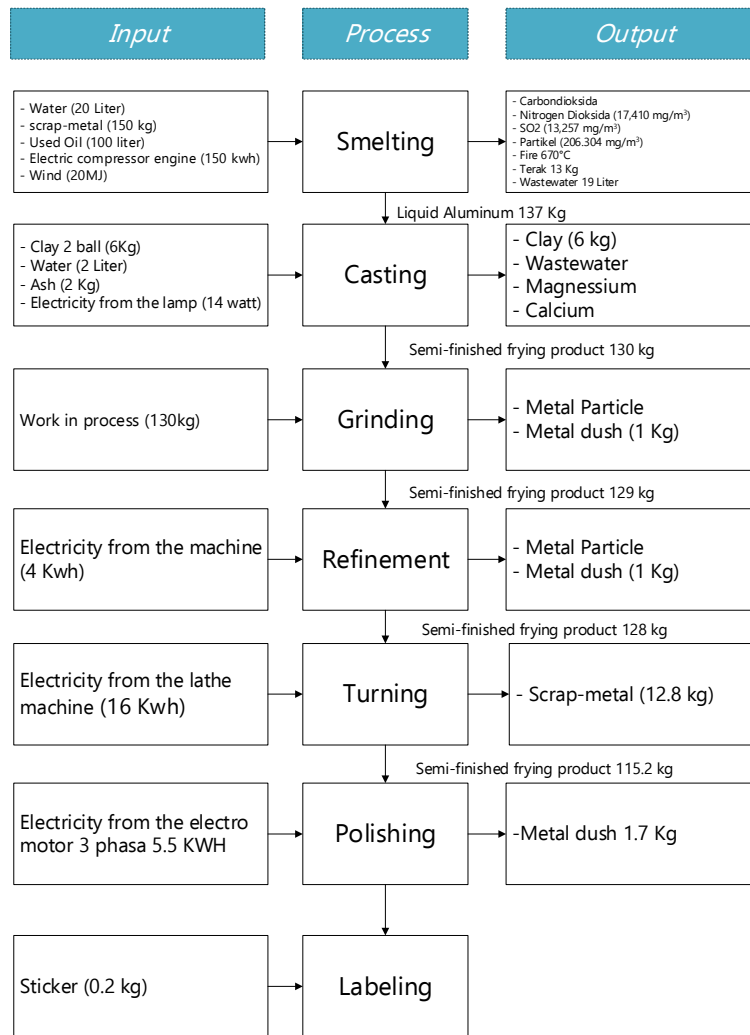 Input
Process
Output
- Water (20 Liter)
- scrap-metal (150 kg)
- Used Oil (100 liter)
- Electric compressor engine (150 kwh)
- Wind (20MJ)
Smelting
- Carbondioksida
- Nitrogen Dioksida (17,410 mg/m³)
- SO2 (13,257 mg/m³)
- Partikel (206.304 mg/m³)
- Fire 670°C
- Terak 13 Kg
- Wastewater 19 Liter
Liquid Aluminum 137 Kg
- Clay 2 ball (6Kg)
- Water (2 Liter)
- Ash (2 Kg)
- Electricity from the lamp (14 watt)
Casting
- Clay (6 kg)
- Wastewater
- Magnessium
- Calcium
Semi-finished frying product 130 kg
Work in process (130kg)
Grinding
- Metal Particle
- Metal dush (1 Kg)
Semi-finished frying product 129 kg
Electricity from the machine
(4 Kwh)
Refinement
- Metal Particle
- Metal dush (1 Kg)
Semi-finished frying product 128 kg
Electricity from the lathe
machine (16 Kwh)
Turning
- Scrap-metal (12.8 kg)
Semi-finished frying product 115.2 kg
Electricity from the electro
motor 3 phasa 5.5 KWH
Polishing
-Metal dush 1.7 Kg
Sticker (0.2 kg)
Labeling